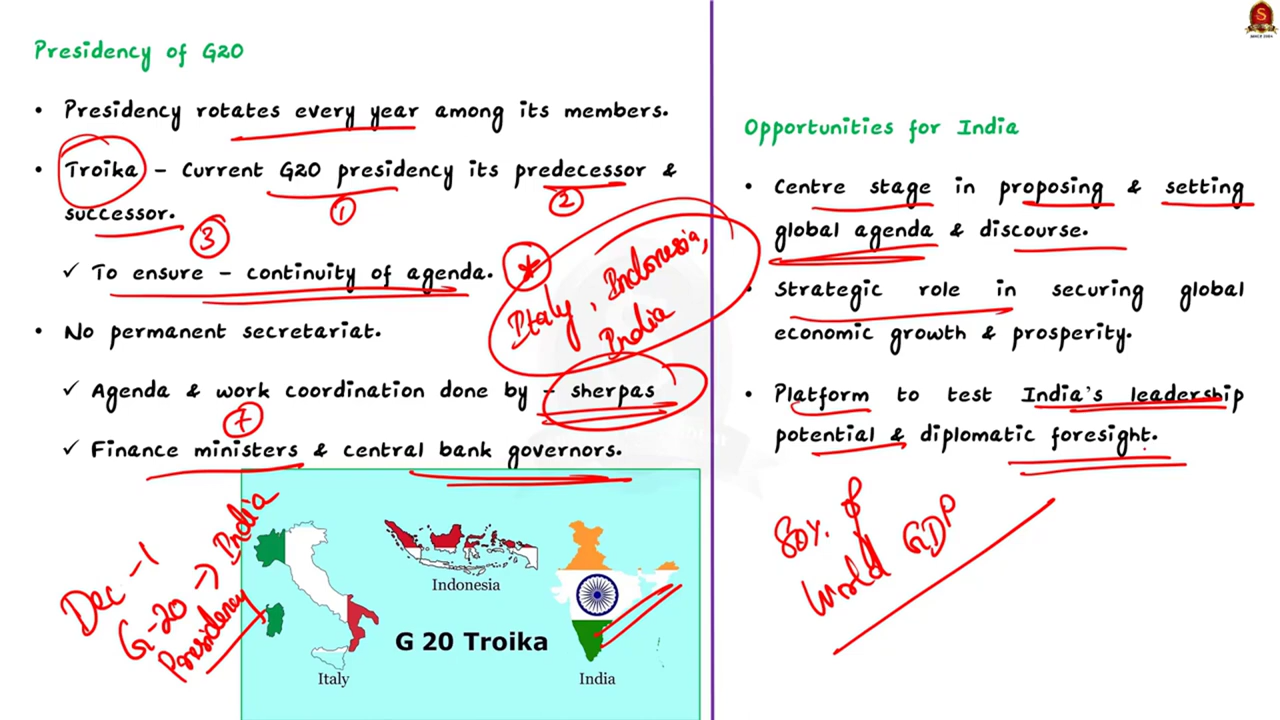 Presidency of G20
• Presidency rotates every year among its members.
• Troika - Current G20 presidency its predecessor &
successor.
1
2
3
✓ To ensure - continuity of agenda.
*
Italy, Indonesia,
India
• No permanent secretariat.
✓ Agenda & work coordination done by - sherpas
7
✓ Finance ministers & central bank governors.
Dec -1
G-20 → India
Presidency
Indonesia
G 20 Troika
Italy
India
S
SINCE 2004
Opportunities for India
• Centre stage in proposing & setting
global agenda & discourse.
• Strategic role in securing global
economic growth & prosperity.
• Platform to test India's leadership
potential & diplomatic foresight.
80%. of
World GDP